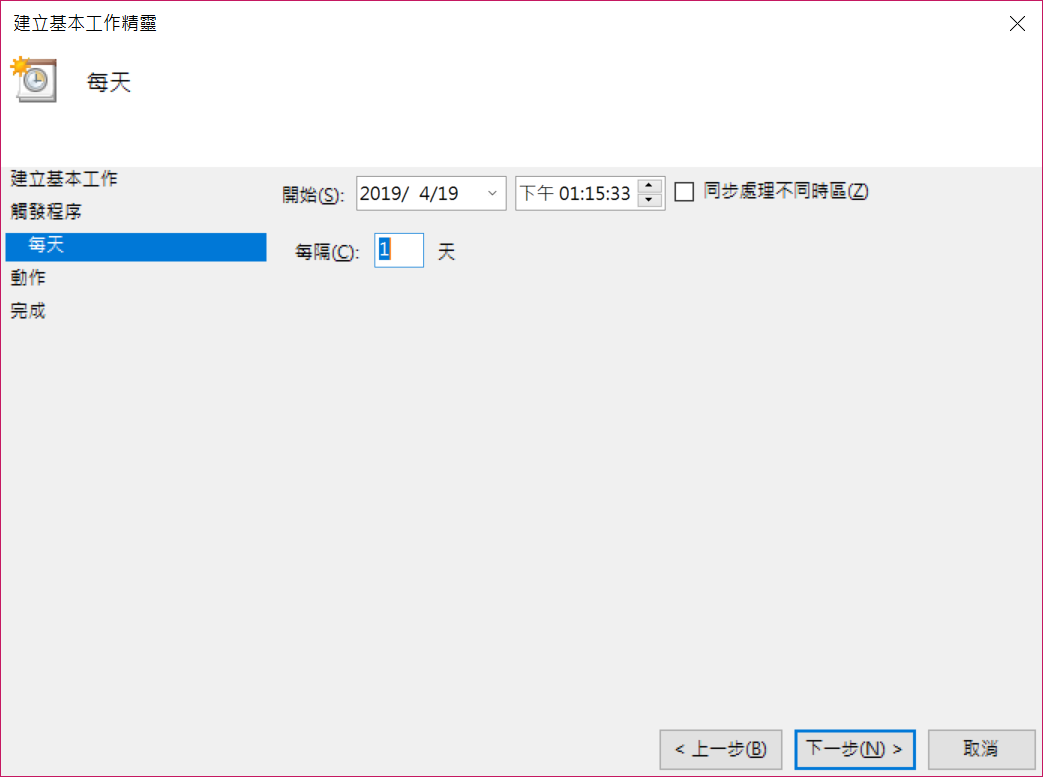 建立基本工作精靈
每天
建立基本工作
觸發程序
每天
動作
完成
開始(S): 2019/ 4/19 下午 01:15:33 同步處理不同時區(Z)
每隔(C): 1 天
< 上一步(B) 下一步(N) > 取消